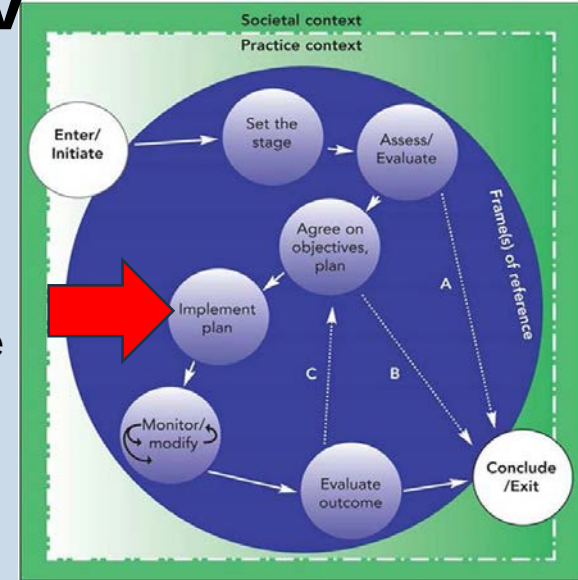 v
Societal context
Practice context
Enter/
Initiate
Set the
stage
Assess/
Evaluate
Agree on
objectives,
plan
Frame(s) of reference
A
Implement
plan
e
C
B
Monitor/
modify
Evaluate
outcome
Conclude
/Exit